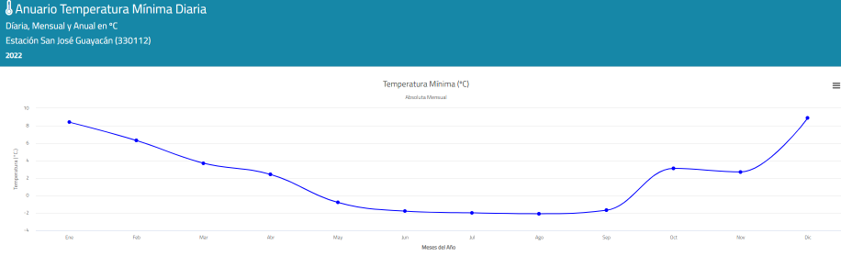 Anuario Temperatura Mínima Diaria
Díaria, Mensual y Anual en °C
Estación San José Guayacán (330112)
2022
Temperatura Mínima (°C)
Absoluta Mensual
10
8
6
4
2
0
-2
-4
Temperatura (°C)
Ene Feb Mar Abr May Jun Jul Ago Sep Oct Nov Dic
Meses del Año